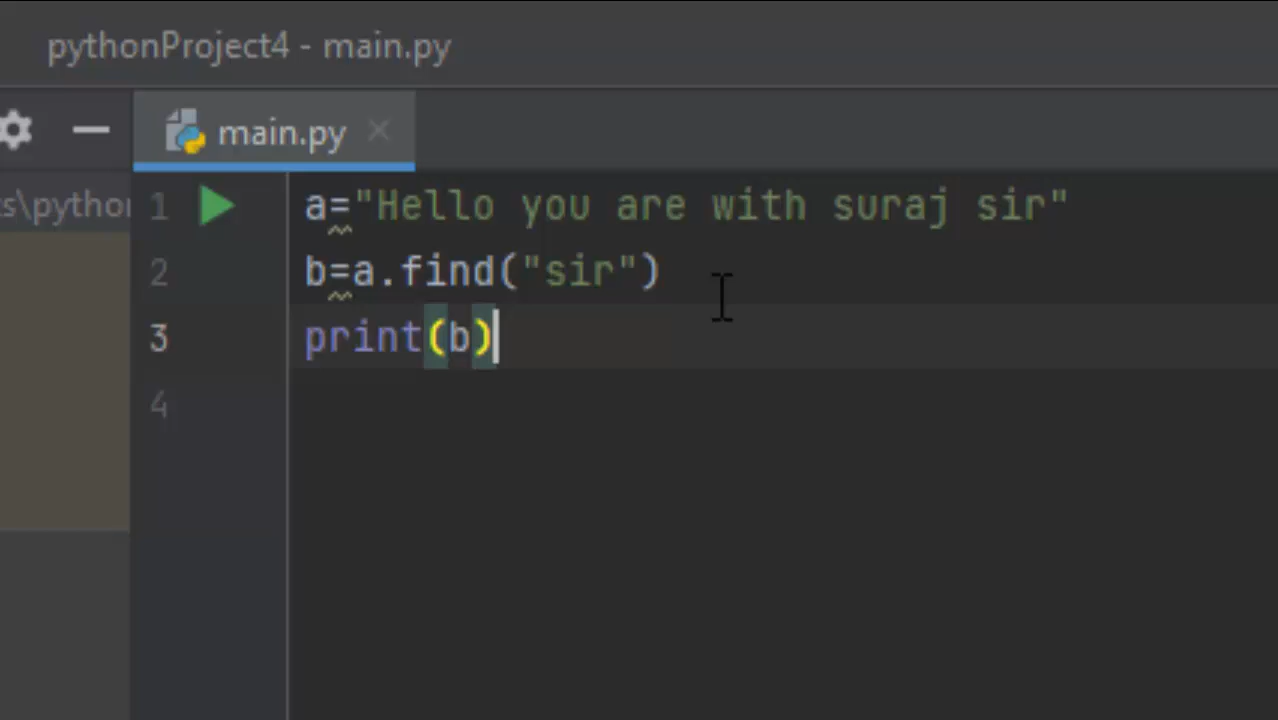 pythonProject4 - main.py
main.py
ts\pythor
1 a="Hello you are with suraj sir"
2 b=a.find("sir")
3 print(b)
4